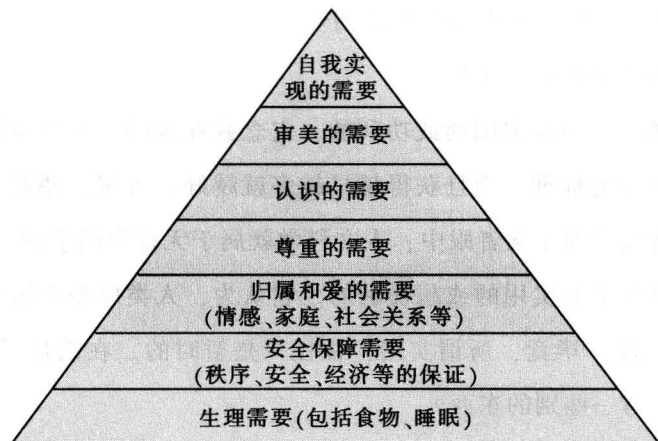 自我实
现的需要
审美的需要
认识的需要
尊重的需要
归属和爱的需要
(情感、家庭、社会关系等)
安全保障需要
(秩序、安全、经济等的保证)
生理需要(包括食物、睡眠)